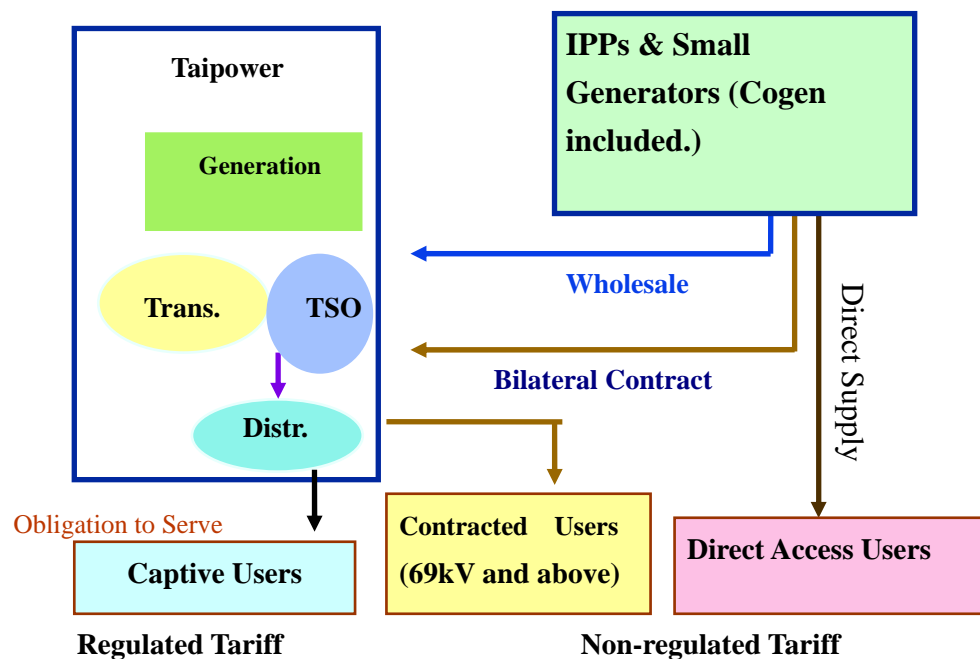 Taipower
Generation
Trans.
TSO
Distr.
IPPs & Small
Generators (Cogen
included.)
Wholesale
Bilateral Contract
Direct Supply
Obligation to Serve
Captive Users
Contracted Users
(69kV and above)
Direct Access Users
Regulated Tariff
Non-regulated Tariff